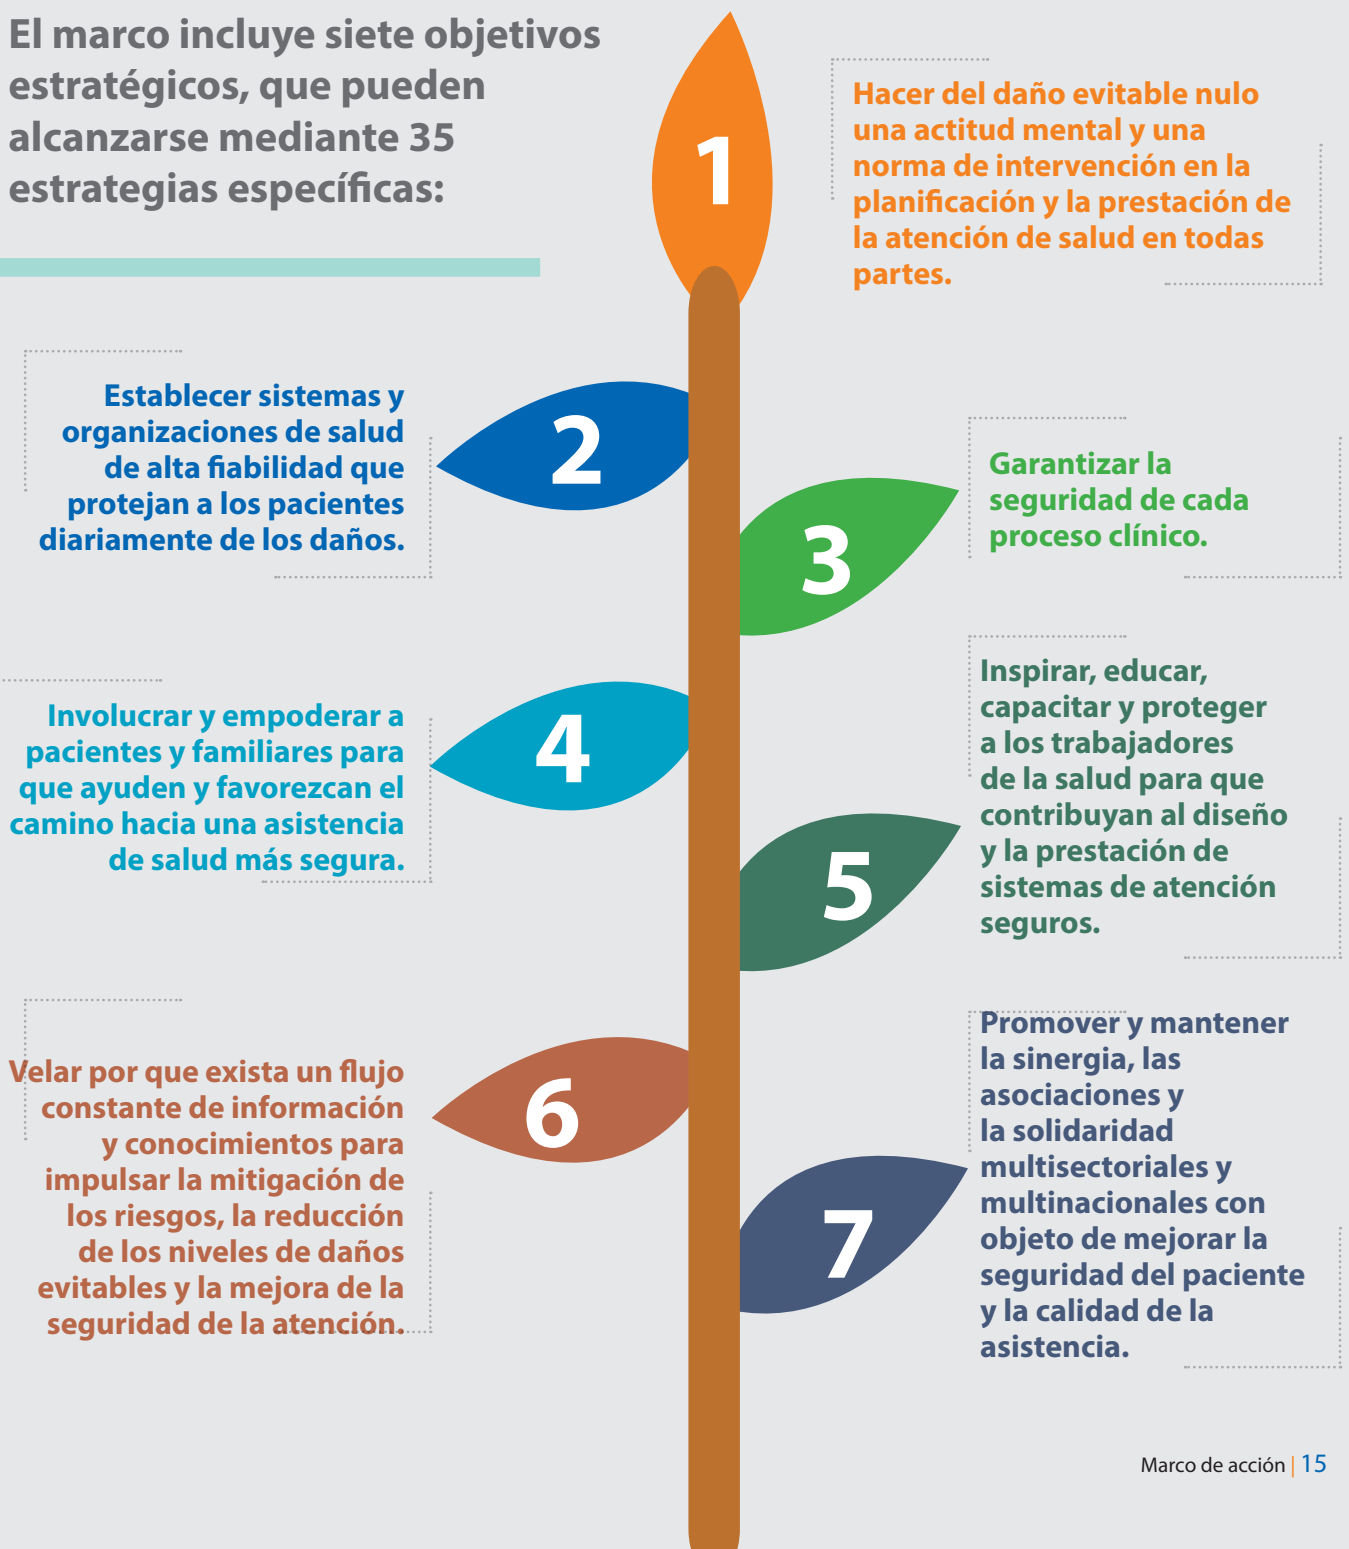 El marco incluye siete objetivos
estratégicos, que pueden
alcanzarse mediante 35
estrategias específicas:
1
Hacer del daño evitable nulo
una actitud mental y una
norma de intervención en la
planificación y la prestación de
la atención de salud en todas
partes.
2
Establecer sistemas y
organizaciones de salud
de alta fiabilidad que
protejan a los pacientes
diariamente de los daños.
3
Garantizar la
seguridad de cada
proceso clínico.
4
Involucrar y empoderar a
pacientes y familiares para
que ayuden y favorezcan el
camino hacia una asistencia
de salud más segura.
5
Inspirar, educar,
capacitar y proteger
a los trabajadores
de la salud para que
contribuyan al diseño
y la prestación de
sistemas de atención
seguros.
6
Velar por que exista un flujo
constante de información
y conocimientos para
impulsar la mitigación de
los riesgos, la reducción
de los niveles de daños
evitables y la mejora de la
seguridad de la atención.
7
Promover y mantener
la sinergia, las
asociaciones y
la solidaridad
multisectoriales y
multinacionales con
objeto de mejorar la
seguridad del paciente
y la calidad de la
asistencia.
Marco de acción | 15